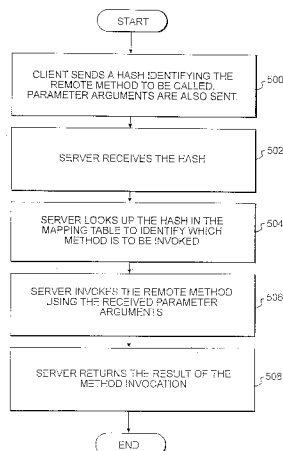 START
CLIENT SENDS A HASH IDENTIFYING THE
REMOTE METHOD TO BE CALLED.
PARAMETER ARGUMENTS ARE ALSO SENT.
500
SERVER RECEIVES THE HASH
502
SERVER LOOKS UP THE HASH IN THE
MAPPING TABLE TO IDENTIFY WHICH
METHOD IS TO BE INVOKED
504
SERVER INVOKES THE REMOTE METHOD
USING THE RECEIVED PARAMETER
ARGUMENTS
506
SERVER RETURNS THE RESULT OF THE
METHOD INVOCATION
508
END